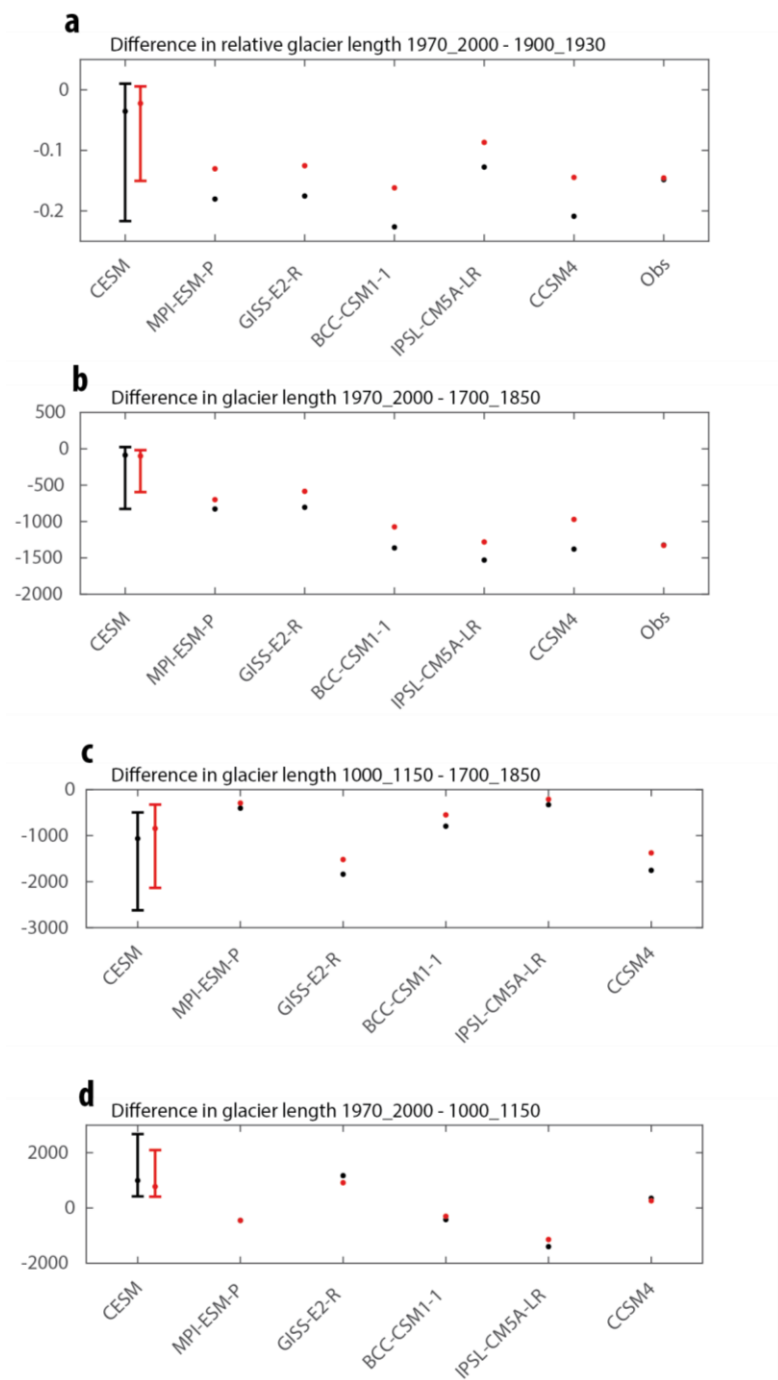 a
Difference in relative glacier length 1970_2000 - 1900_1930
0
-0.1
-0.2
CESM
MPI-ESM-P
GISS-E2-R
BCC-CSM1-1
IPSL-CM5A-LR
CCSM4
Obs
b
Difference in glacier length 1970_2000 - 1700_1850
500
0
-500
-1000
-1500
-2000
CESM
MPI-ESM-P
GISS-E2-R
BCC-CSM1-1
IPSL-CM5A-LR
CCSM4
Obs
c
Difference in glacier length 1000_1150 - 1700_1850
0
-1000
-2000
-3000
CESM
MPI-ESM-P
GISS-E2-R
BCC-CSM1-1
IPSL-CM5A-LR
CCSM4
d
Difference in glacier length 1970_2000 - 1000_1150
2000
0
-2000
CESM
MPI-ESM-P
GISS-E2-R
BCC-CSM1-1
IPSL-CM5A-LR
CCSM4